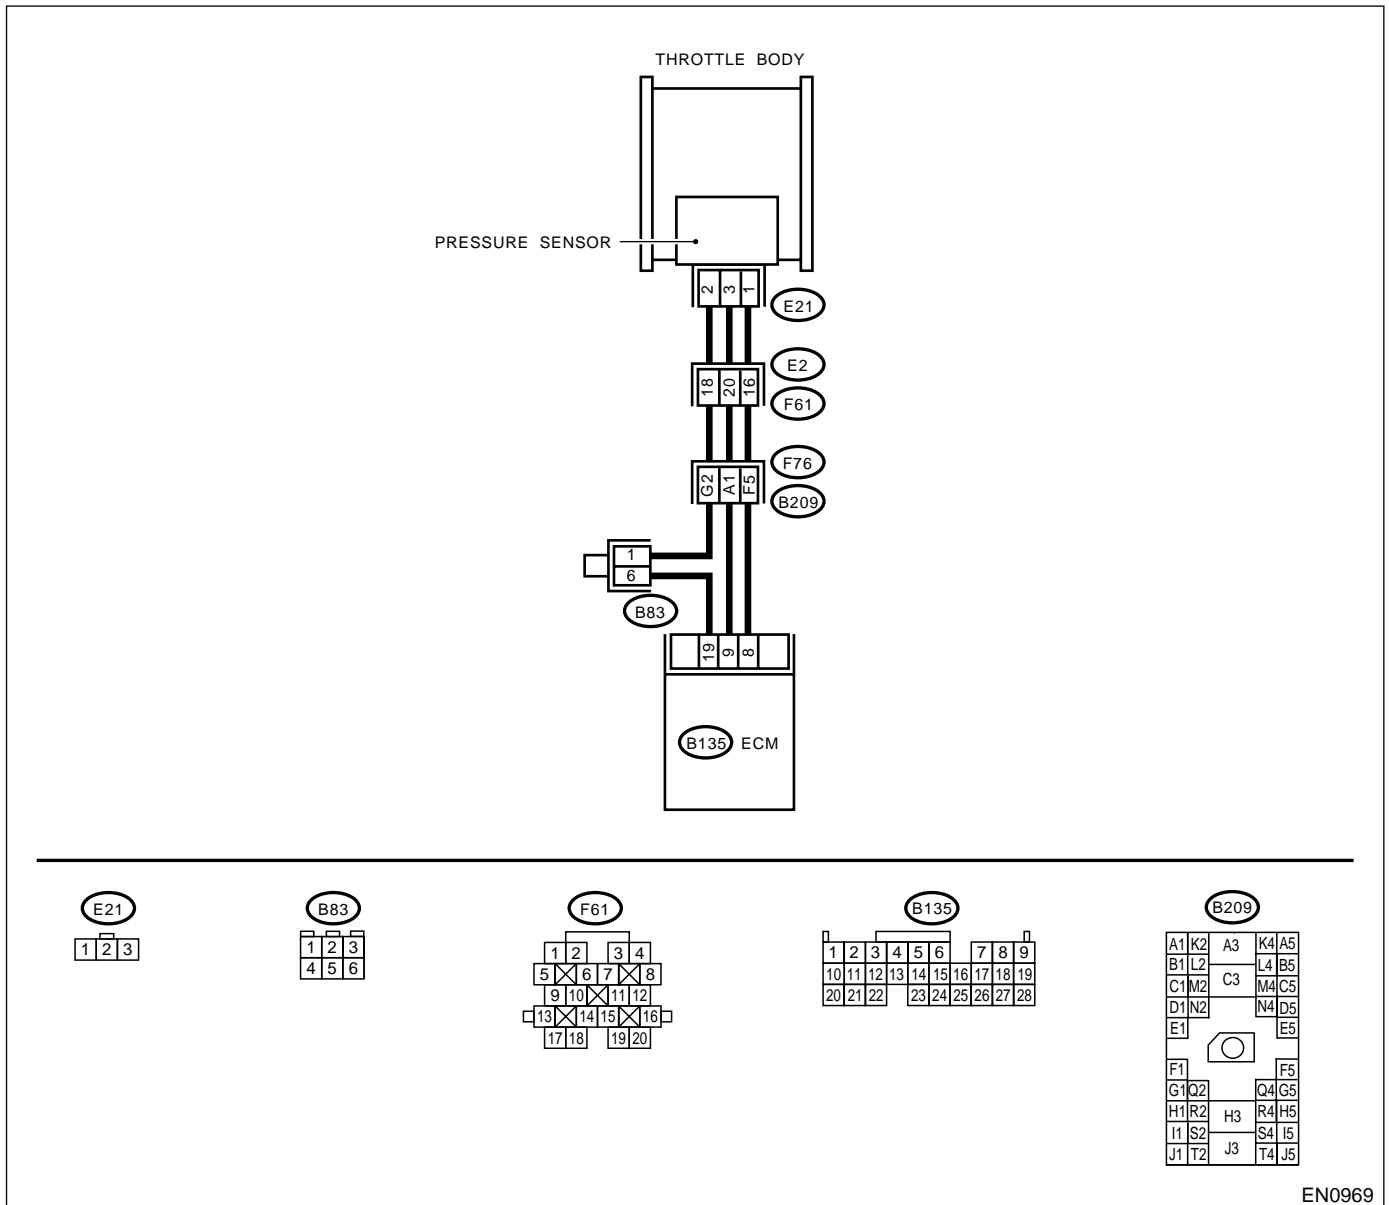 THROTTLE BODY
PRESSURE SENSOR
2 3 1
E21
E2
18 20 16
F61
F76
G2 A1 F5
B209
1
6
B83
19 9 8
B135 ECM
E21
1 2 3
B83
1 2 3
4 5 6
F61
1 2 3 4
5 6 7 8
9 10 11 12
13 14 15 16
17 18 19 20
B135
1 2 3 4 5 6 7 8 9
10 11 12 13 14 15 16 17 18 19
20 21 22 23 24 25 26 27 28
B209
A1 K2 A3 K4 A5
B1 L2 L4 B5
C1 M2 C3 M4 C5
D1 N2 N4 D5
E1 E5
F1 F5
G1 Q2 Q4 G5
H1 R2 H3 R4 H5
I1 S2 S4 I5
J1 T2 J3 T4 J5
EN0969